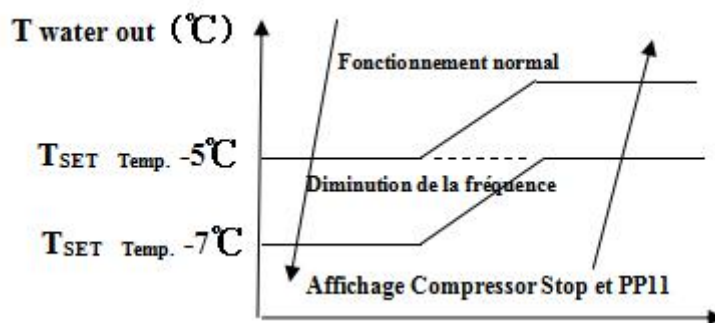 T water out (℃)
Fonctionnement normal
TSET Temp. -5℃
Diminution de la fréquence
TSET Temp. -7℃
Affichage Compressor Stop et PP11